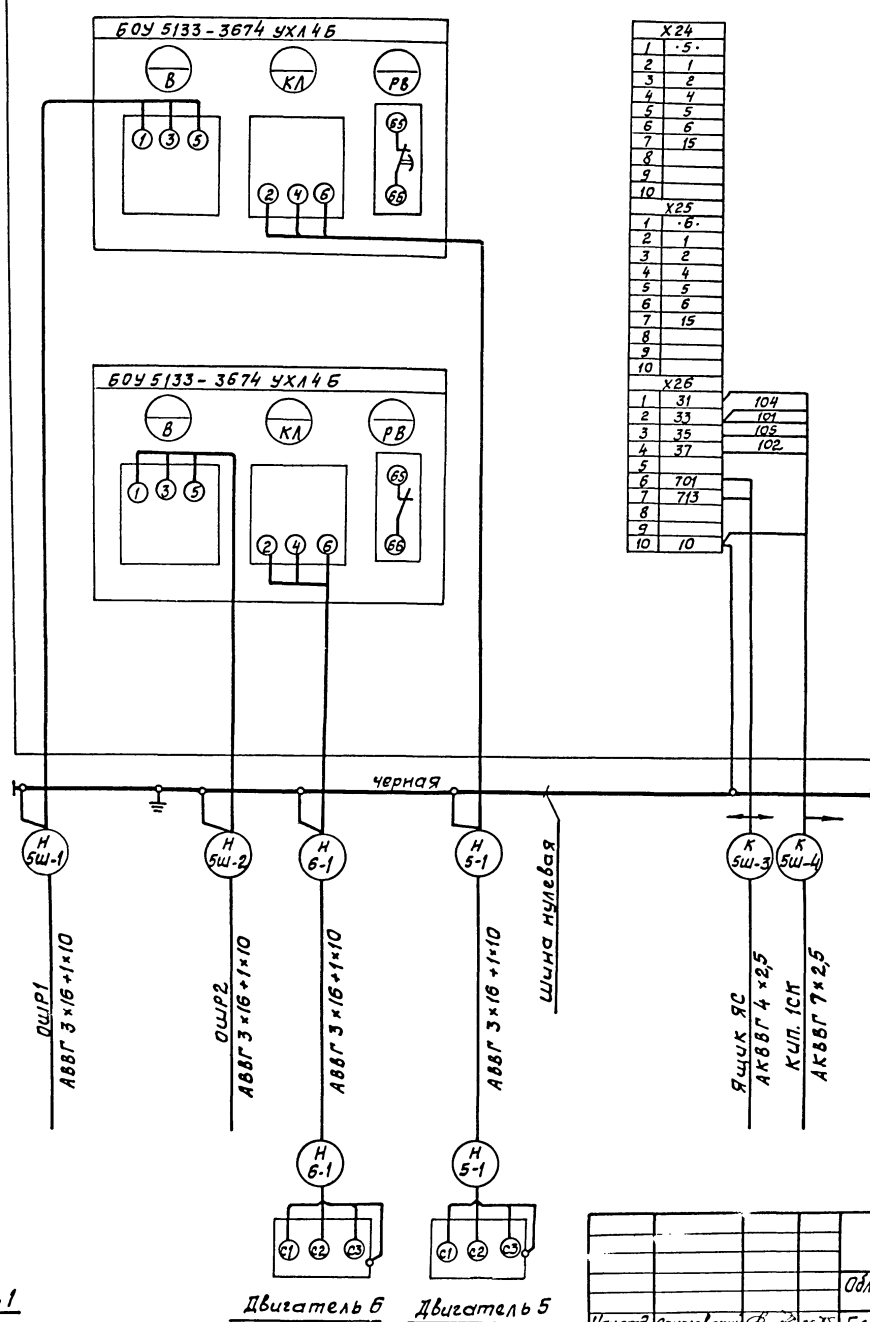 БОУ 5133-3674 УХЛ4Б
В
КЛ
РВ
1 3 5
2 4 6
65
66
БОУ 5133-3674 УХЛ4Б
В
КЛ
РВ
1 3 5
2 4 6
65
66
X24
1 ·5·
2 1
3 2
4 4
5 5
6 6
7 15
8
9
10
X25
1 ·6·
2 1
3 2
4 4
5 5
6 6
7 15
8
9
10
X26
1 31 104
2 33 101
3 35 105
4 37 102
5
6 701
7 713
8
9
10 10
черная
Шина нулевая
Н 5Ш-1
Н 5Ш-2
Н 6-1
Н 5-1
К 5Ш-3
К 5Ш-4
ОШР1
АВВГ 3×16+1×10
ОШР2
АВВГ 3×16+1×10
АВВГ 3×16+1×10
АВВГ 3×16+1×10
Ящик ЯС
АКВВГ 4×2,5
КИП. 1СК
АКВВГ 7×2,5
Н 6-1
Н 5-1
С1 С2 С3
С1 С2 С3
Двигатель 6
Двигатель 5
1